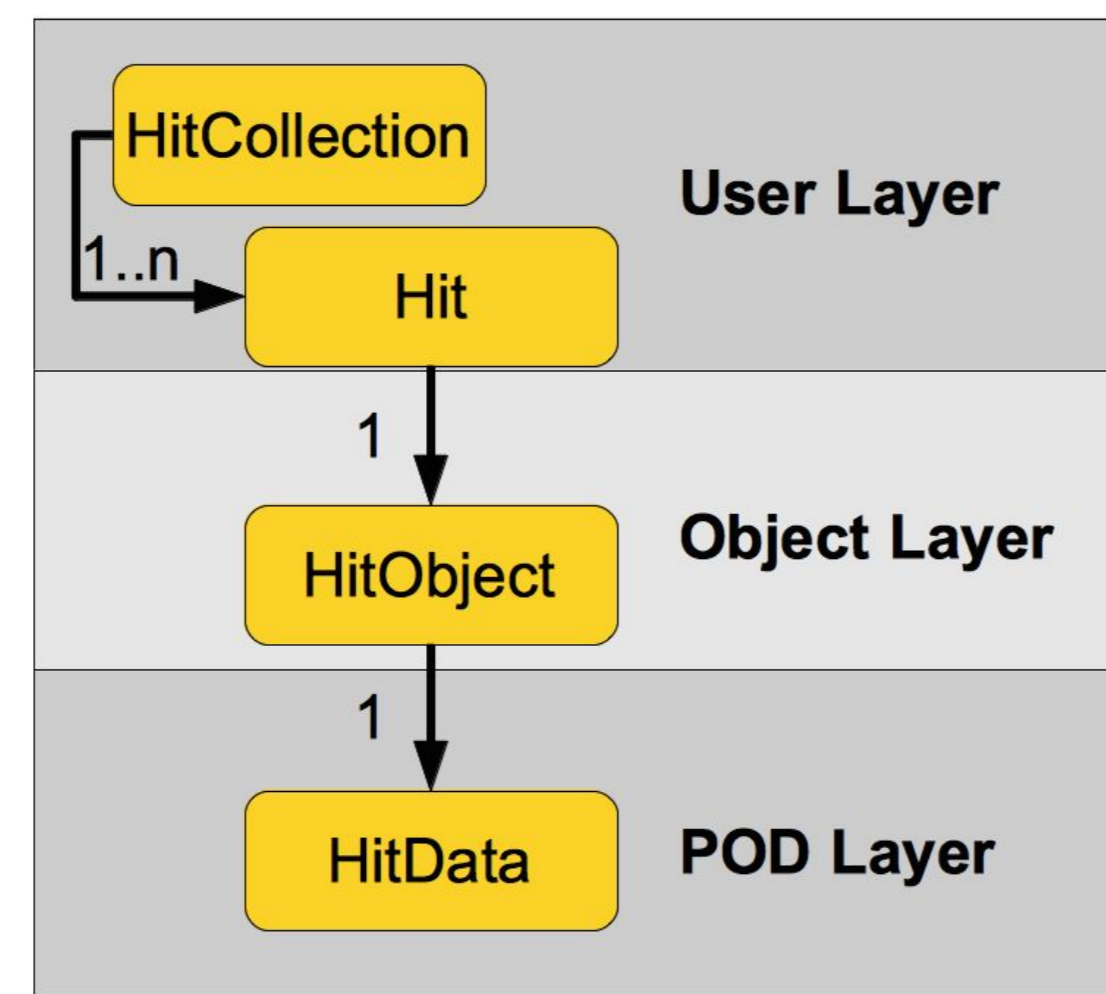 HitCollection
User Layer
1..n
Hit
1
Object Layer
HitObject
1
HitData
POD Layer